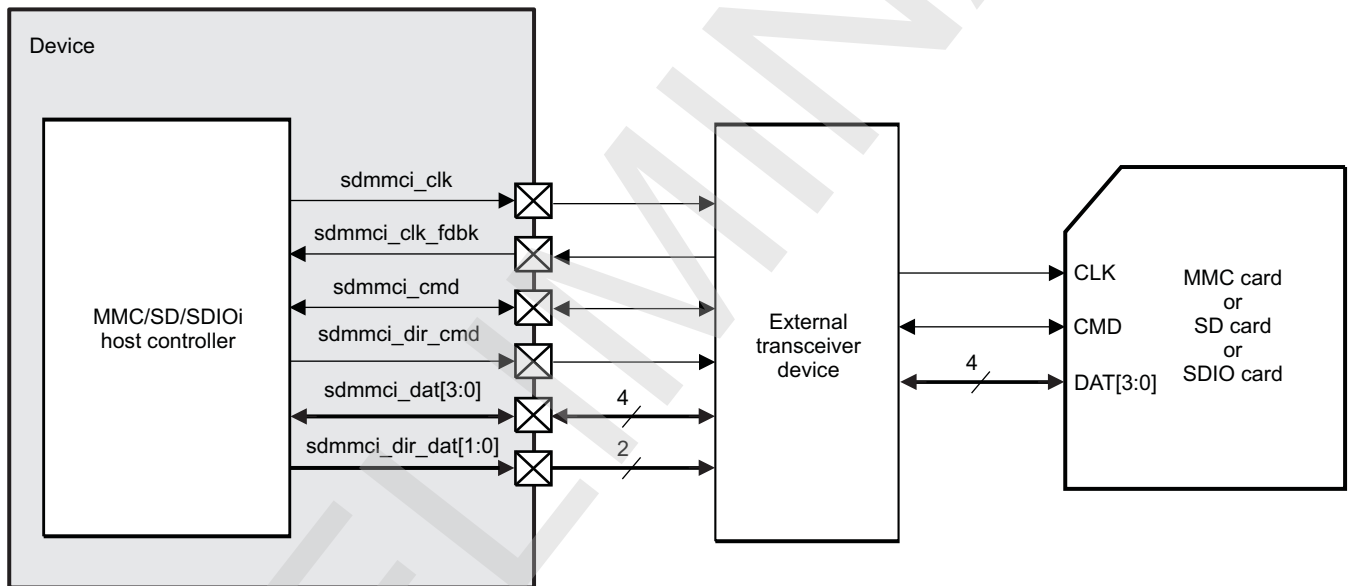 Device
sdmmci_clk
sdmmci_clk_fdbk
sdmmci_cmd
sdmmci_dir_cmd
sdmmci_dat[3:0]
sdmmci_dir_dat[1:0]
MMC/SD/SDIOi
host controller
4
2
External
transceiver
device
4
CLK
CMD
DAT[3:0]
MMC card
or
SD card
or
SDIO card